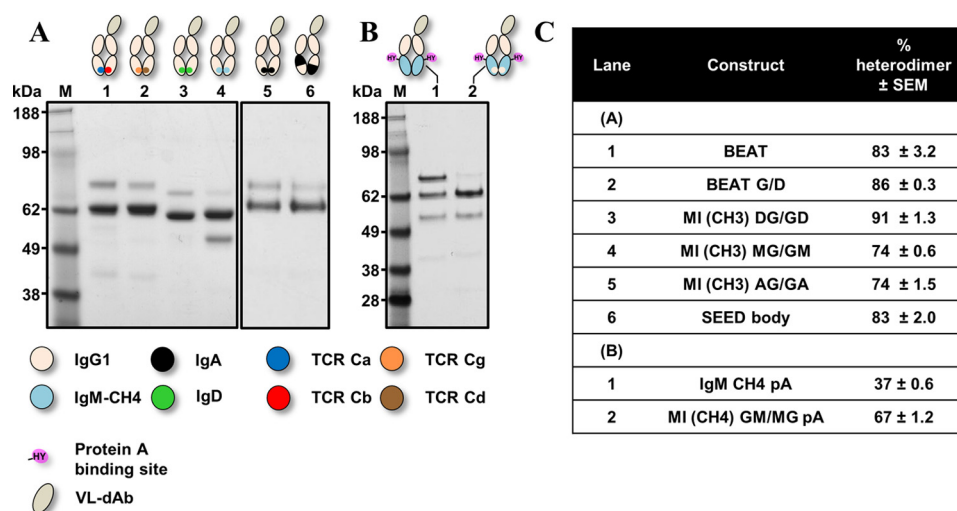 A
B
C
HY
HY
HY
HY
kDa M 1 2 3 4 5 6
188
98
62
49
38
kDa M 1 2
188
98
62
49
38
28
Lane Construct % heterodimer ± SEM
(A)
1 BEAT 83 ± 3.2
2 BEAT G/D 86 ± 0.3
3 MI (CH3) DG/GD 91 ± 1.3
4 MI (CH3) MG/GM 74 ± 0.6
5 MI (CH3) AG/GA 74 ± 1.5
6 SEED body 83 ± 2.0
(B)
1 IgM CH4 pA 37 ± 0.6
2 MI (CH4) GM/MG pA 67 ± 1.2
IgG1 IgA TCR Ca TCR Cg
IgM-CH4 IgD TCR Cb TCR Cd
HY Protein A
binding site
VL-dAb